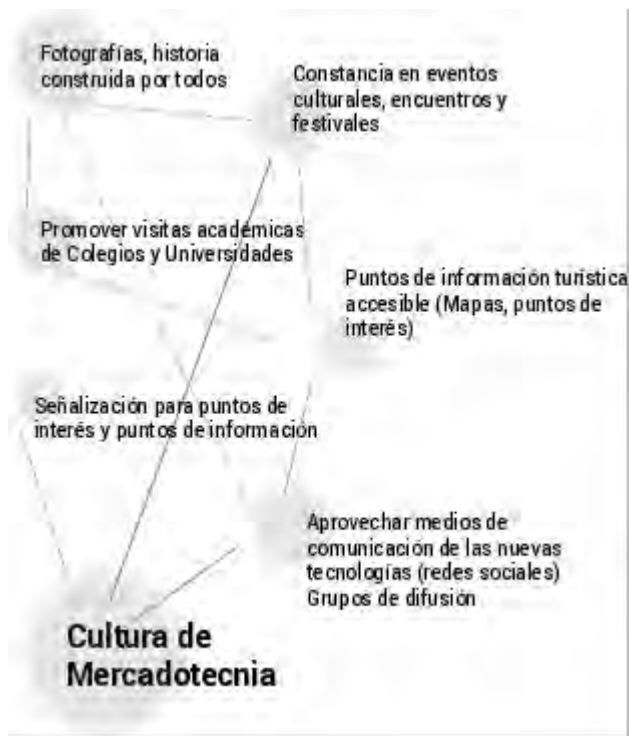 Fotografías, historia
construida por todos
Constancia en eventos
culturales, encuentros y
festivales
Promover visitas académicas
de Colegios y Universidades
Puntos de información turística
accesible (Mapas, puntos de
interés)
Señalización para puntos de
interés y puntos de información
Aprovechar medios de
comunicación de las nuevas
tecnologías (redes sociales)
Grupos de difusión
Cultura de
Mercadotecnia